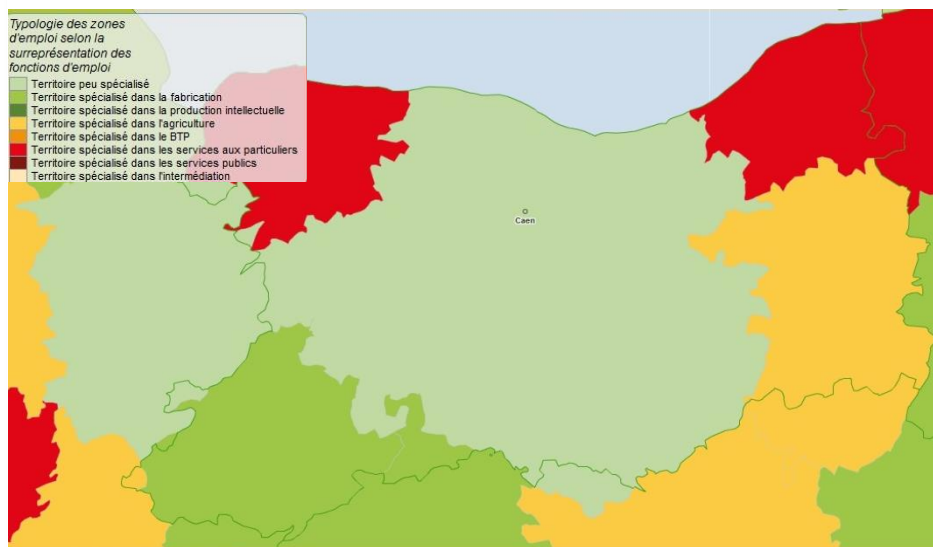 Typologie des zones
d'emploi selon la
surreprésentation des
fonctions d'emploi
Territoire peu spécialisé
Territoire spécialisé dans la fabrication
Territoire spécialisé dans la production intellectuelle
Territoire spécialisé dans l'agriculture
Territoire spécialisé dans le BTP
Territoire spécialisé dans les services aux particuliers
Territoire spécialisé dans les services publics
Territoire spécialisé dans l'intermédiation
Caen